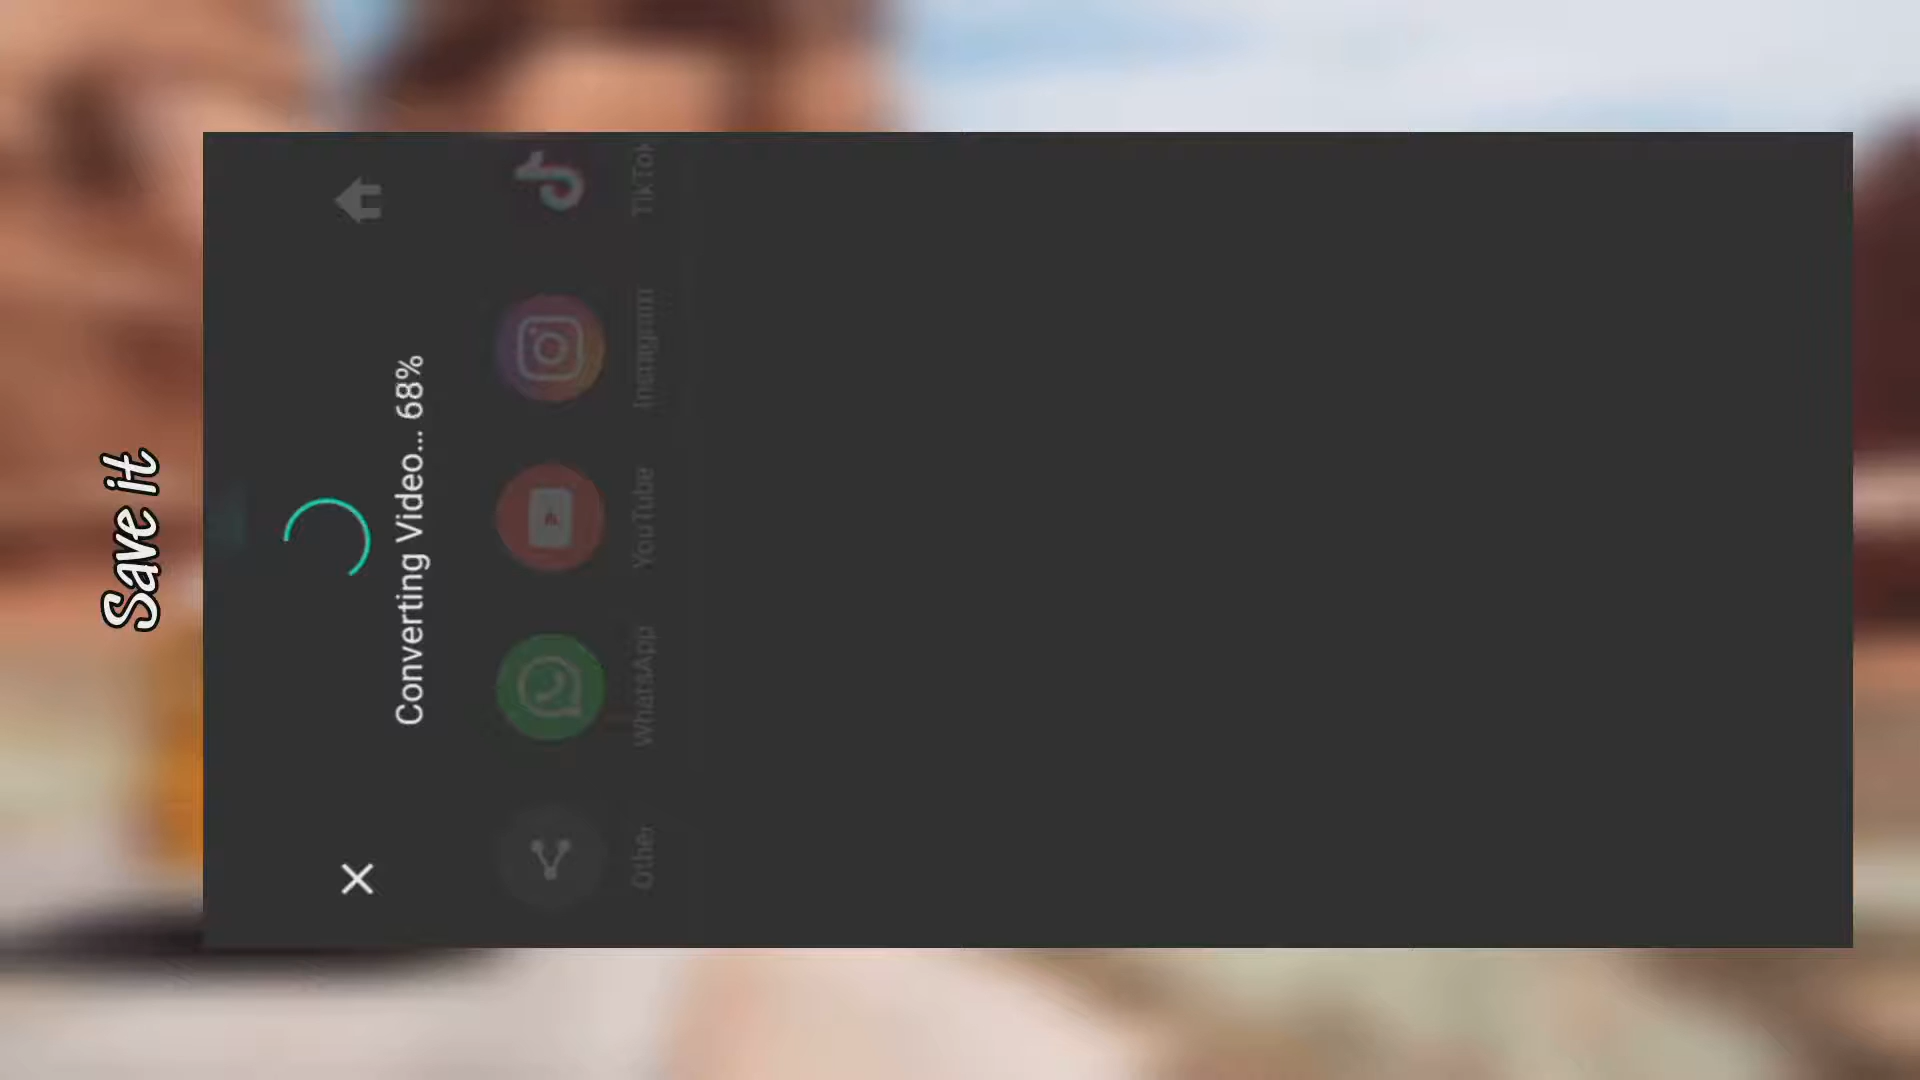 Save it
Converting Video... 68%
Other
WhatsApp
YouTube
Instagram
TikTok